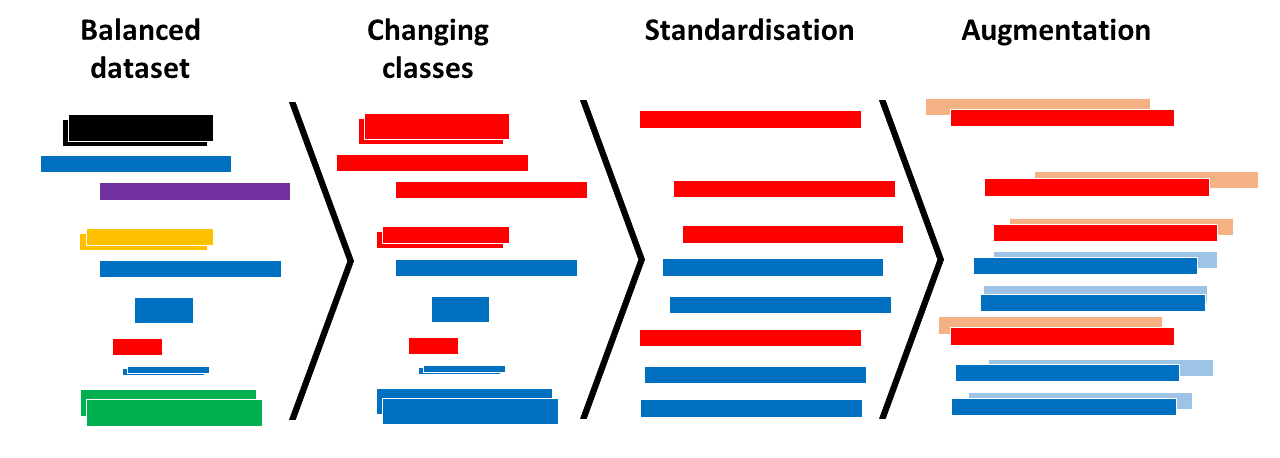 Balanced
dataset
Changing
classes
Standardisation
Augmentation